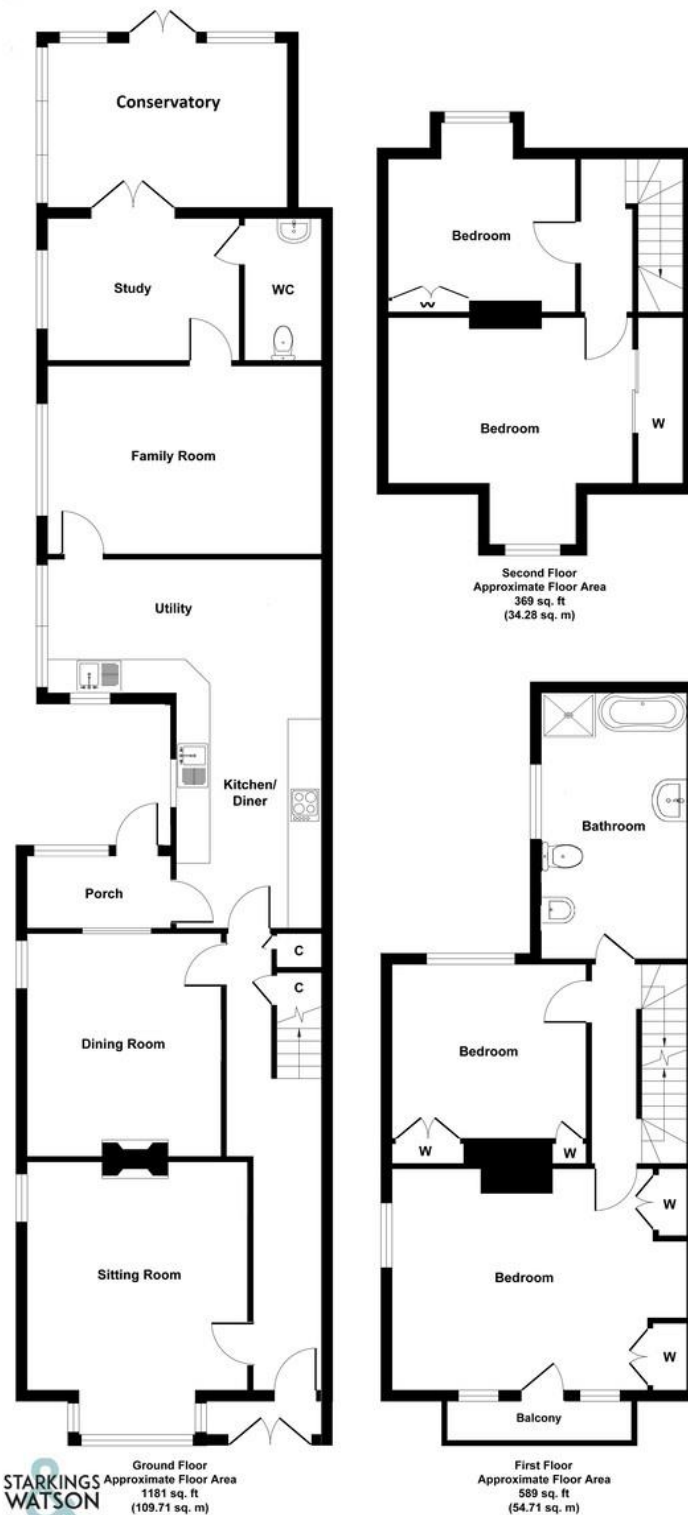 Conservatory
Study
WC
Family Room
Utility
Kitchen/
Diner
Porch
C
C
Dining Room
Sitting Room
Ground Floor
Approximate Floor Area
1181 sq. ft
(109.71 sq. m)
Bedroom
W
Bedroom
W
Second Floor
Approximate Floor Area
369 sq. ft
(34.28 sq. m)
Bathroom
Bedroom
W
W
W
Bedroom
W
Balcony
First Floor
Approximate Floor Area
589 sq. ft
(54.71 sq. m)
STARKINGS
WATSON